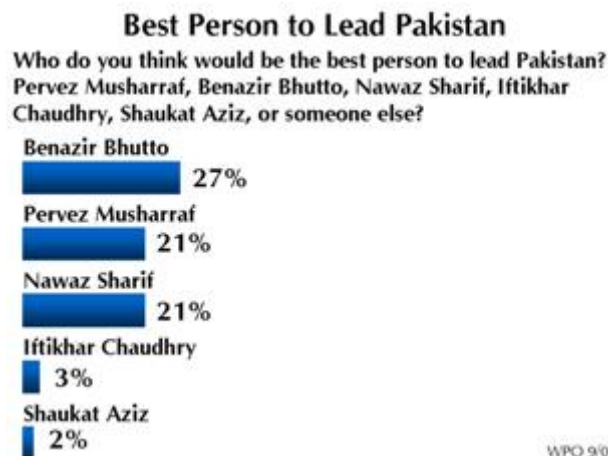 Best Person to Lead Pakistan
Who do you think would be the best person to lead Pakistan?
Pervez Musharraf, Benazir Bhutto, Nawaz Sharif, Iftikhar
Chaudhry, Shaukat Aziz, or someone else?
Benazir Bhutto
27%
Pervez Musharraf
21%
Nawaz Sharif
21%
Iftikhar Chaudhry
3%
Shaukat Aziz
2%
WPO